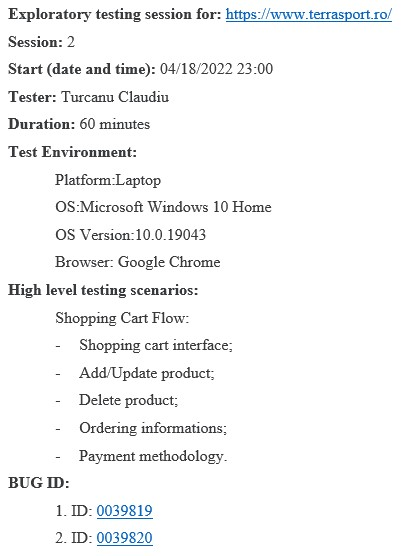 Exploratory testing session for: https://www.terrasport.ro/
Session: 2
Start (date and time): 04/18/2022 23:00
Tester: Turcanu Claudiu
Duration: 60 minutes
Test Environment:
Platform:Laptop
OS:Microsoft Windows 10 Home
OS Version:10.0.19043
Browser: Google Chrome
High level testing scenarios:
Shopping Cart Flow:
- Shopping cart interface;
- Add/Update product;
- Delete product;
- Ordering informations;
- Payment methodology.
BUG ID:
1. ID: 0039819
2. ID: 0039820